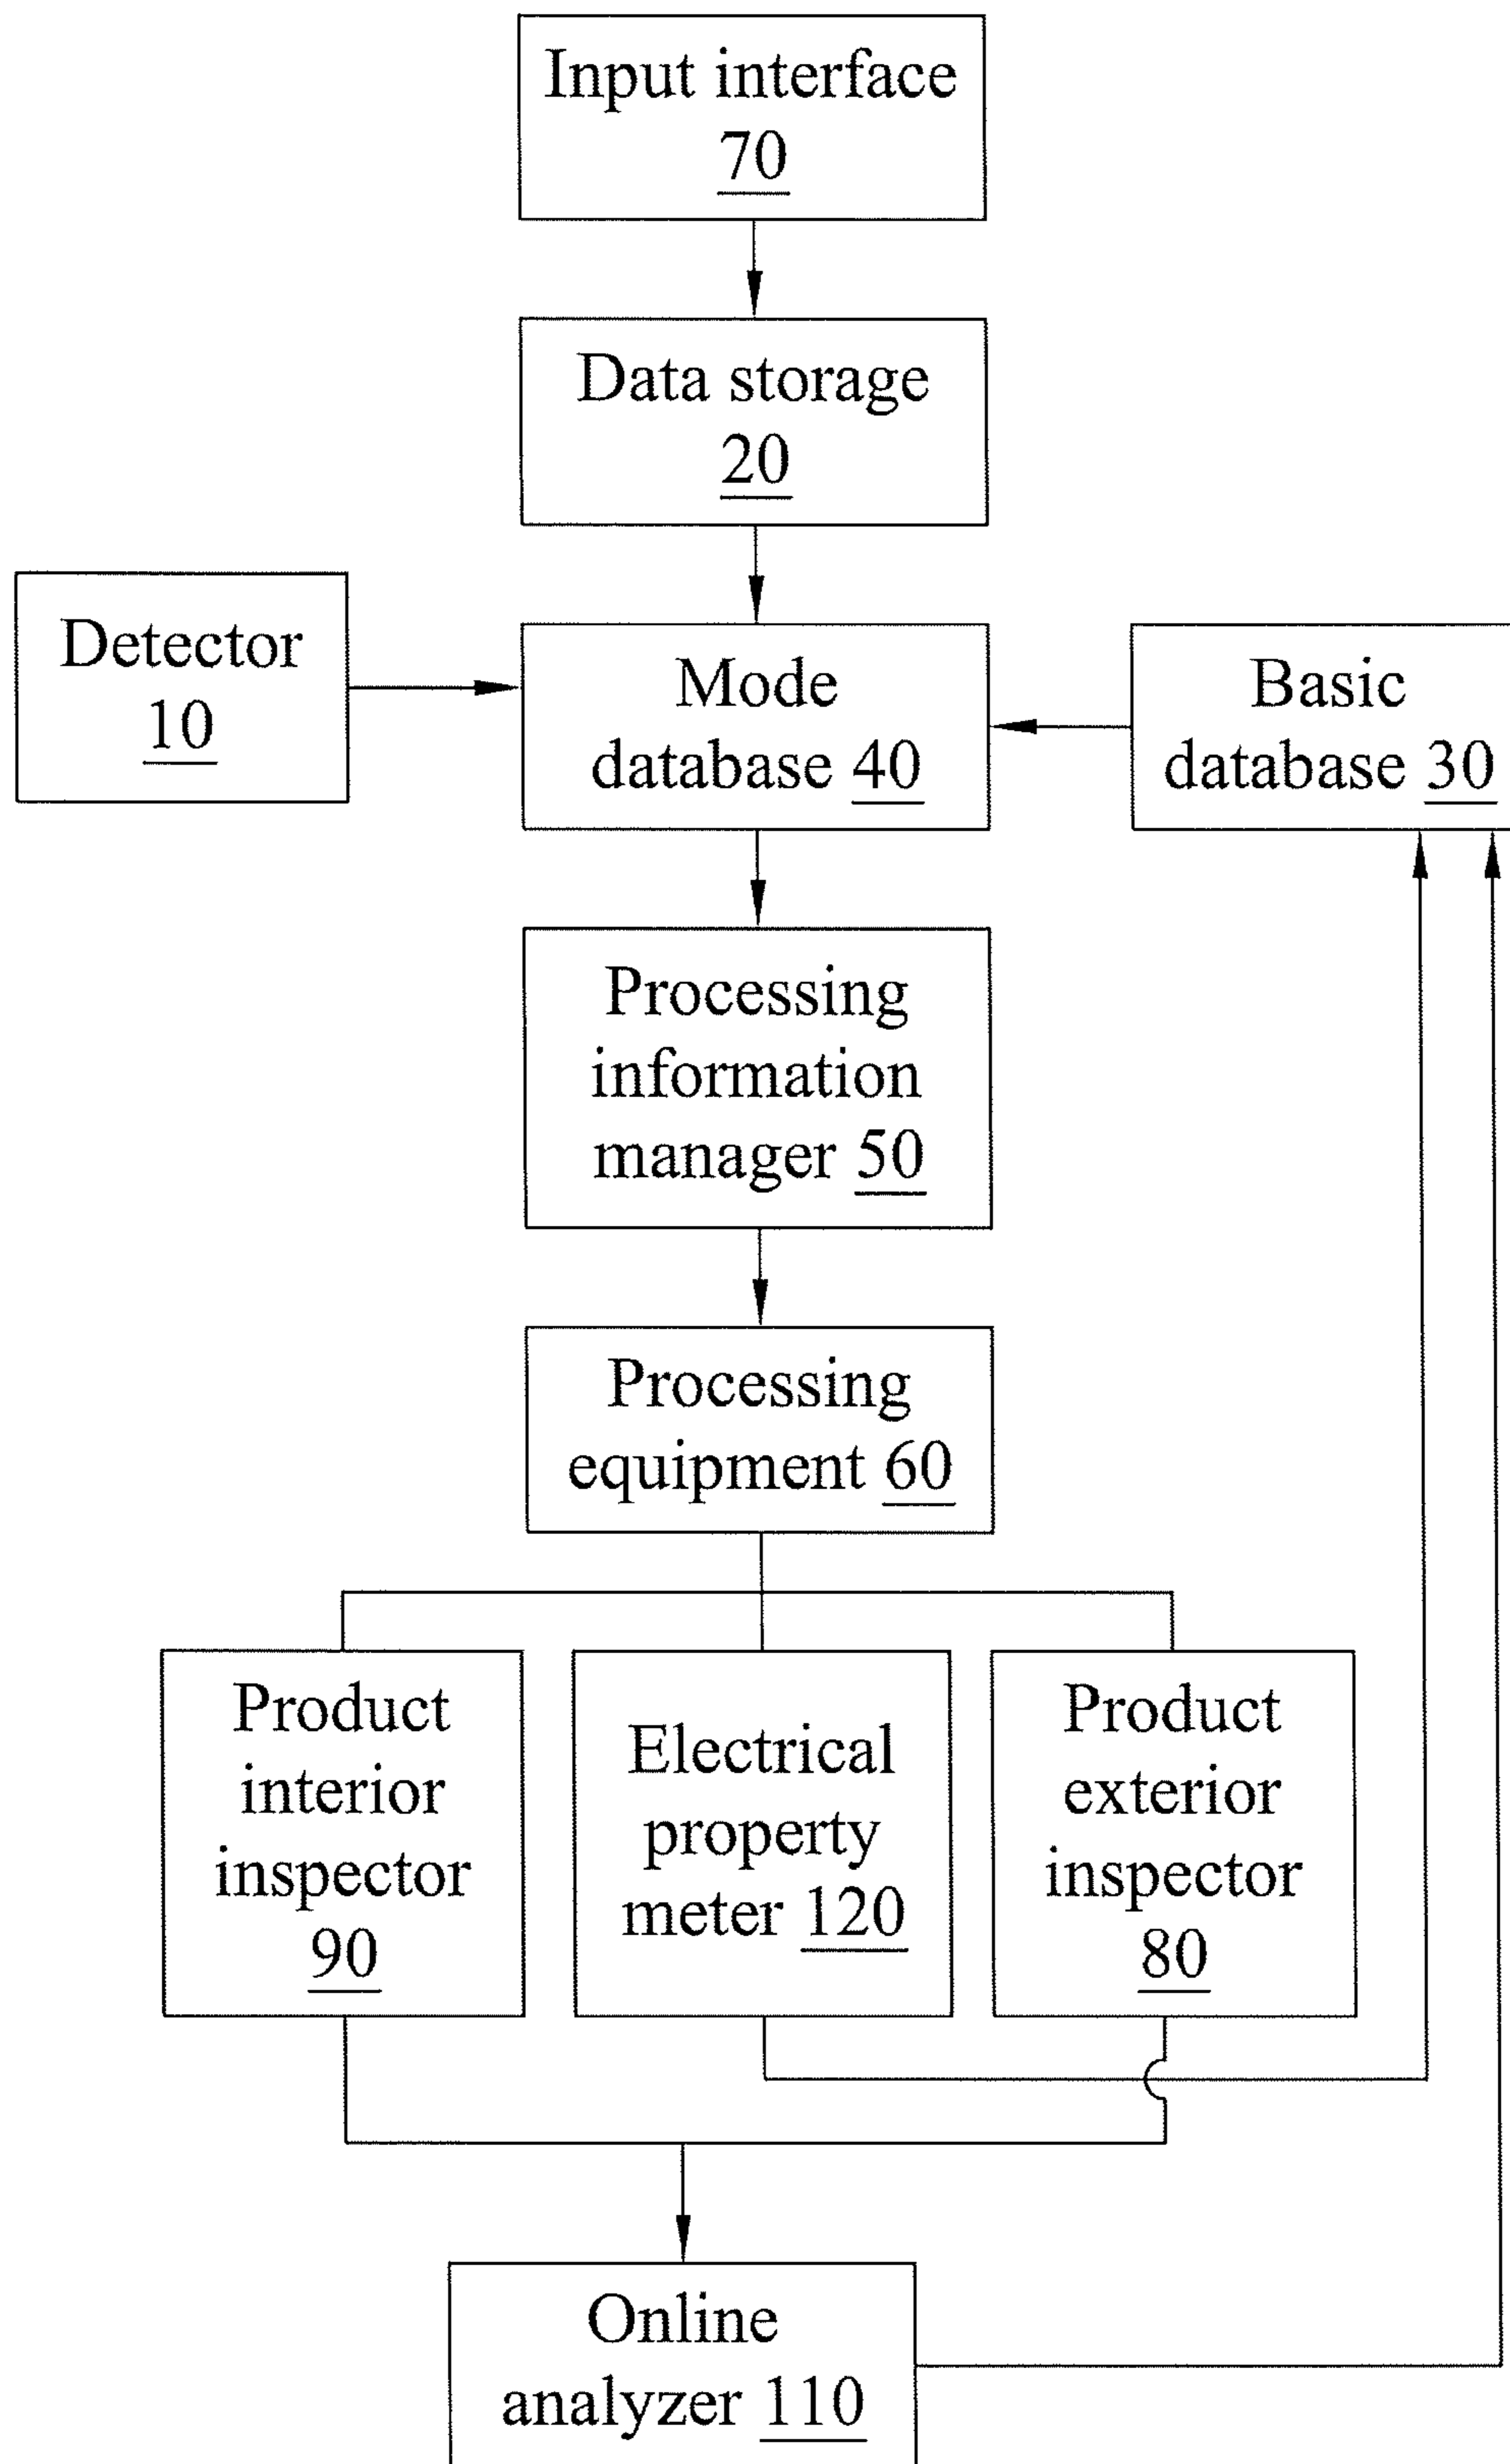 Input interface
70
Data storage
20
Detector
10
Mode
database 40
Basic
database 30
Processing
information
manager 50
Processing
equipment 60
Product
interior
inspector
90
Electrical
property
meter 120
Product
exterior
inspector
80
Online
analyzer 110